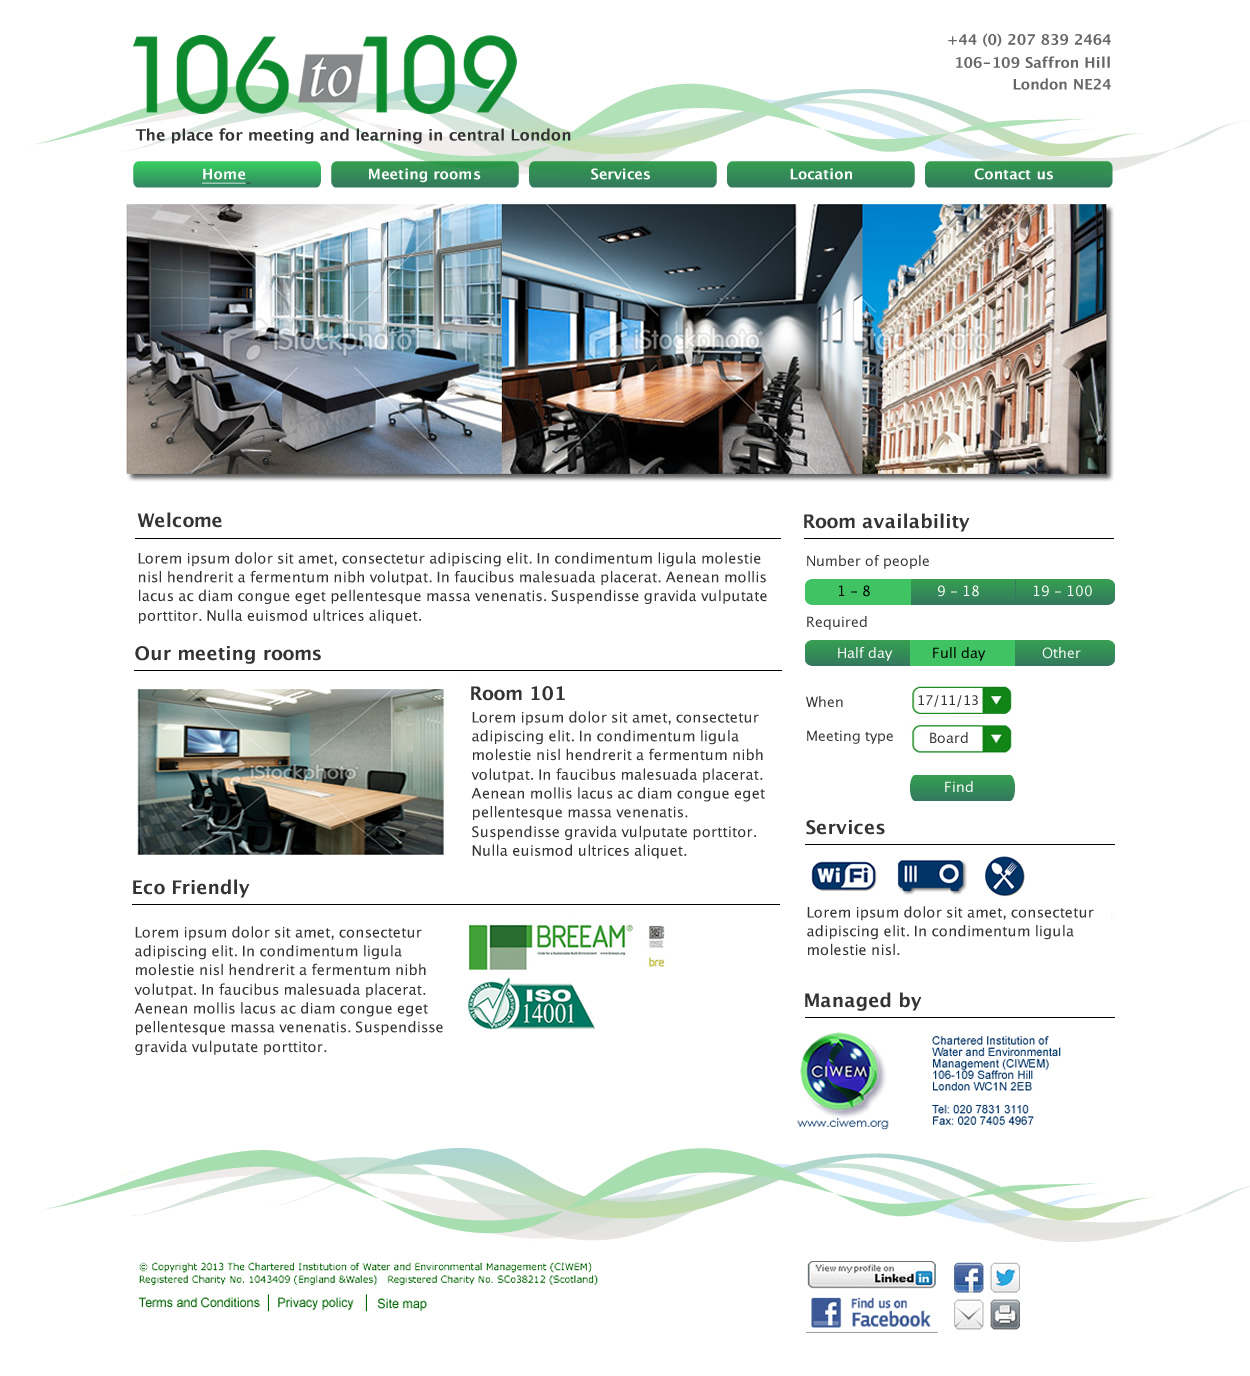 106 to 109
The place for meeting and learning in central London
+44 (0) 207 839 2464
106-109 Saffron Hill
London NE24
Home
Meeting rooms
Services
Location
Contact us
iStockphoto
iStockphoto
iStockphoto
Welcome
Lorem ipsum dolor sit amet, consectetur adipiscing elit. In condimentum ligula molestie
nisl hendrerit a fermentum nibh volutpat. In faucibus malesuada placerat. Aenean mollis
lacus ac diam congue eget pellentesque massa venenatis. Suspendisse gravida vulputate
porttitor. Nulla euismod ultrices aliquet.
Our meeting rooms
iStockphoto
Room 101
Lorem ipsum dolor sit amet, consectetur
adipiscing elit. In condimentum ligula
molestie nisl hendrerit a fermentum nibh
volutpat. In faucibus malesuada placerat.
Aenean mollis lacus ac diam congue eget
pellentesque massa venenatis.
Suspendisse gravida vulputate porttitor.
Nulla euismod ultrices aliquet.
Eco Friendly
Lorem ipsum dolor sit amet, consectetur
adipiscing elit. In condimentum ligula
molestie nisl hendrerit a fermentum nibh
volutpat. In faucibus malesuada placerat.
Aenean mollis lacus ac diam congue eget
pellentesque massa venenatis. Suspendisse
gravida vulputate porttitor.
BREEAM®
bre
ISO
14001
Room availability
Number of people
1 - 8
9 - 18
19 - 100
Required
Half day
Full day
Other
When
17/11/13
Meeting type
Board
Find
Services
Wi Fi
Lorem ipsum dolor sit amet, consectetur
adipiscing elit. In condimentum ligula
molestie nisl.
Managed by
CIWEM
www.ciwem.org
Chartered Institution of
Water and Environmental
Management (CIWEM)
106-109 Saffron Hill
London WC1N 2EB
Tel: 020 7831 3110
Fax: 020 7405 4967
© Copyright 2013 The Chartered Institution of Water and Environmental Management (CIWEM)
Registered Charity No. 1043409 (England &Wales) Registered Charity No. SCo38212 (Scotland)
Terms and Conditions | Privacy policy | Site map
View my profile on
Linked in
Find us on
Facebook